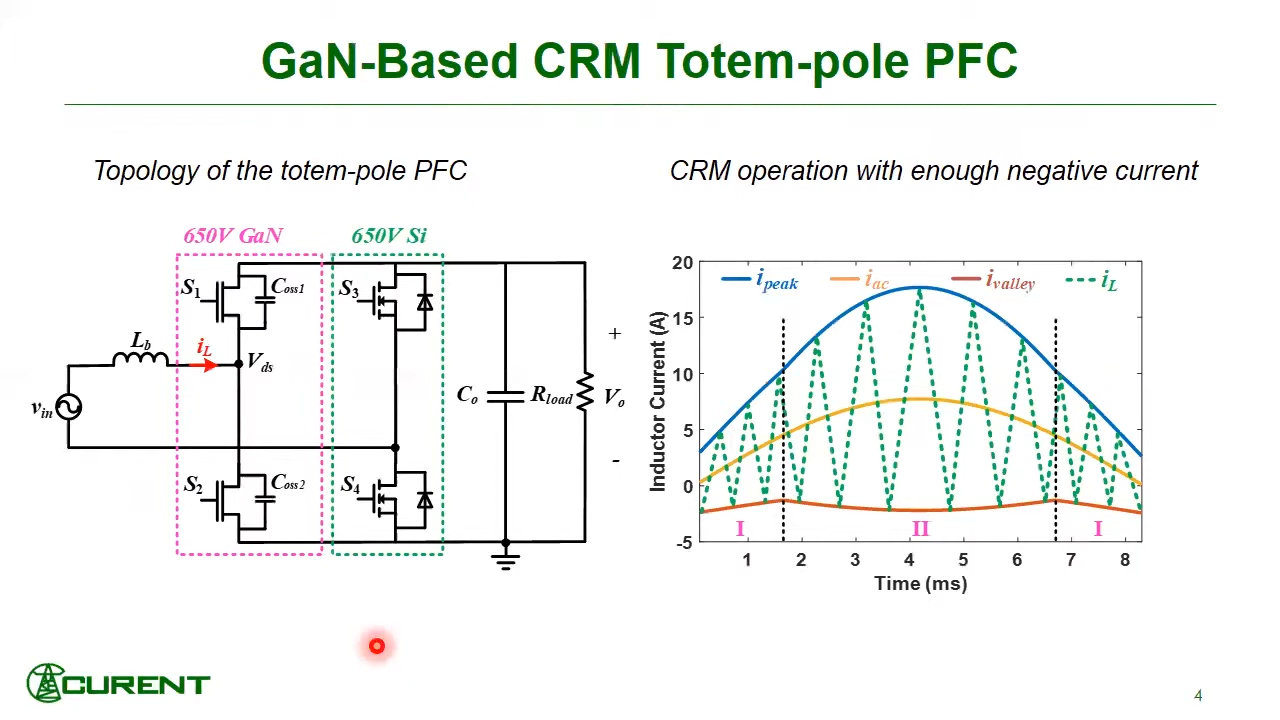 GaN-Based CRM Totem-pole PFC
Topology of the totem-pole PFC
CRM operation with enough negative current
650V GaN
650V Si
S1
Coss1
S3
Lb
iL
Vds
vin
Co
Rload
+
Vo
-
S2
Coss2
S4
ipeak
iac
ivalley
iL
Inductor Current (A)
20
15
10
5
0
-5
I
II
I
1 2 3 4 5 6 7 8
Time (ms)
CURENT
4